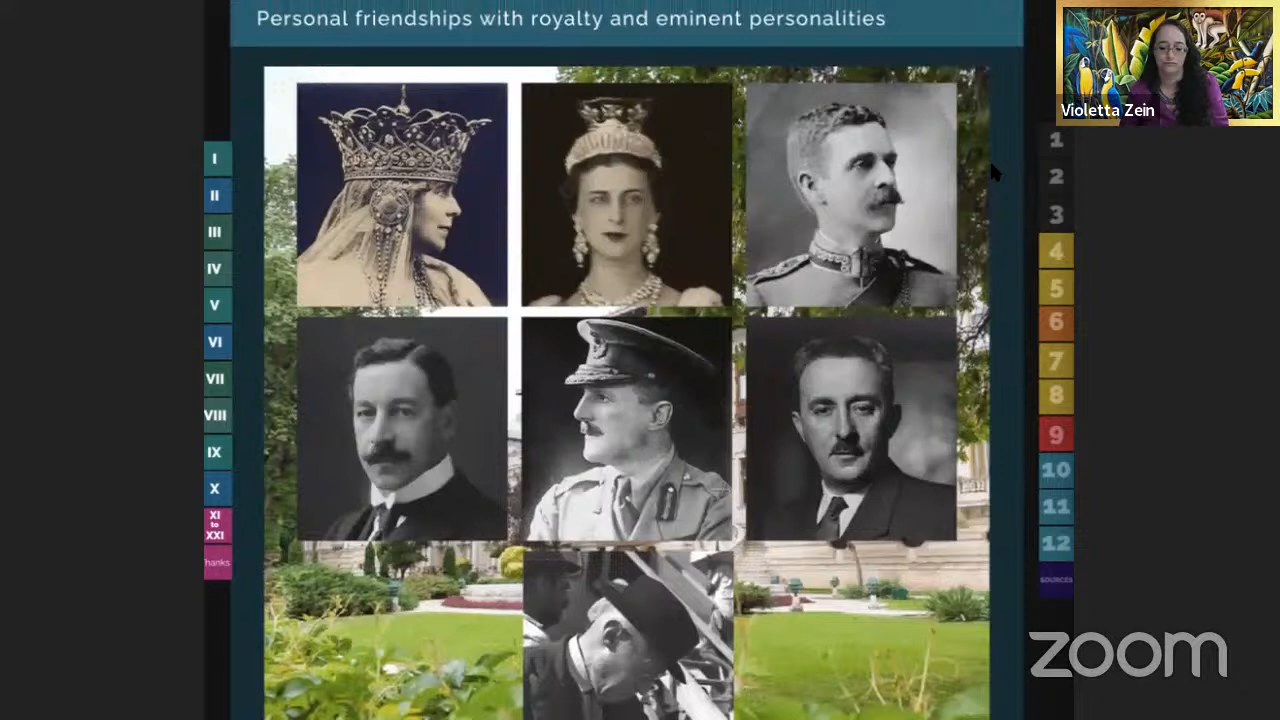 Personal friendships with royalty and eminent personalities
Violetta Zein
I
II
III
IV
V
VI
VII
VIII
IX
X
XI
to
XXI
Thanks
1
2
3
4
5
6
7
8
9
10
11
12
SOURCES
zoom